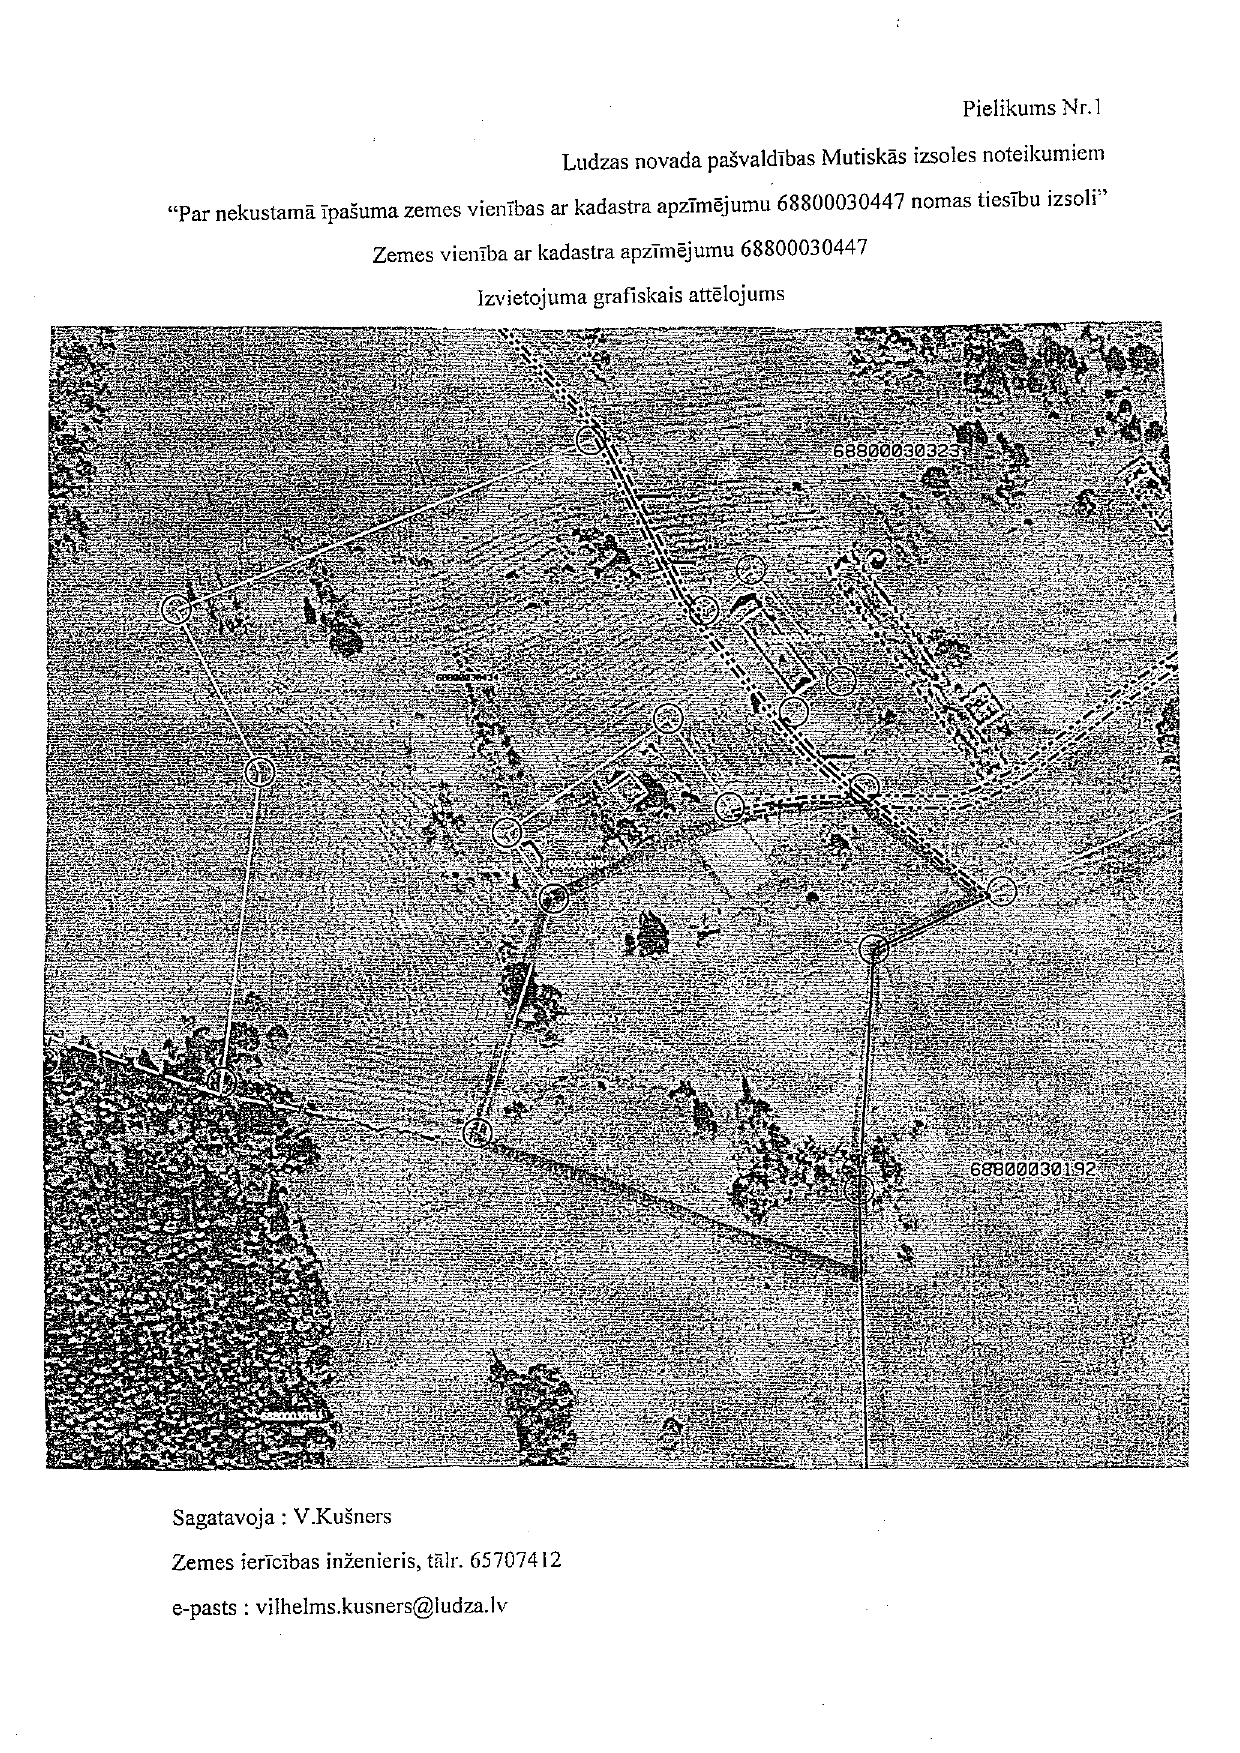 Pielikums Nr.1
Ludzas novada pašvaldības Mutiskās izsoles noteikumiem
“Par nekustamā īpašuma zemes vienības ar kadastra apzīmējumu 68800030447 nomas tiesību izsoli”
Zemes vienība ar kadastra apzīmējumu 68800030447
Izvietojuma grafiskais attēlojums
68800030323
68800030192
Sagatavoja : V.Kušners
Zemes ierīcības inženieris, tālr. 65707412
e-pasts : vilhelms.kusners@ludza.lv